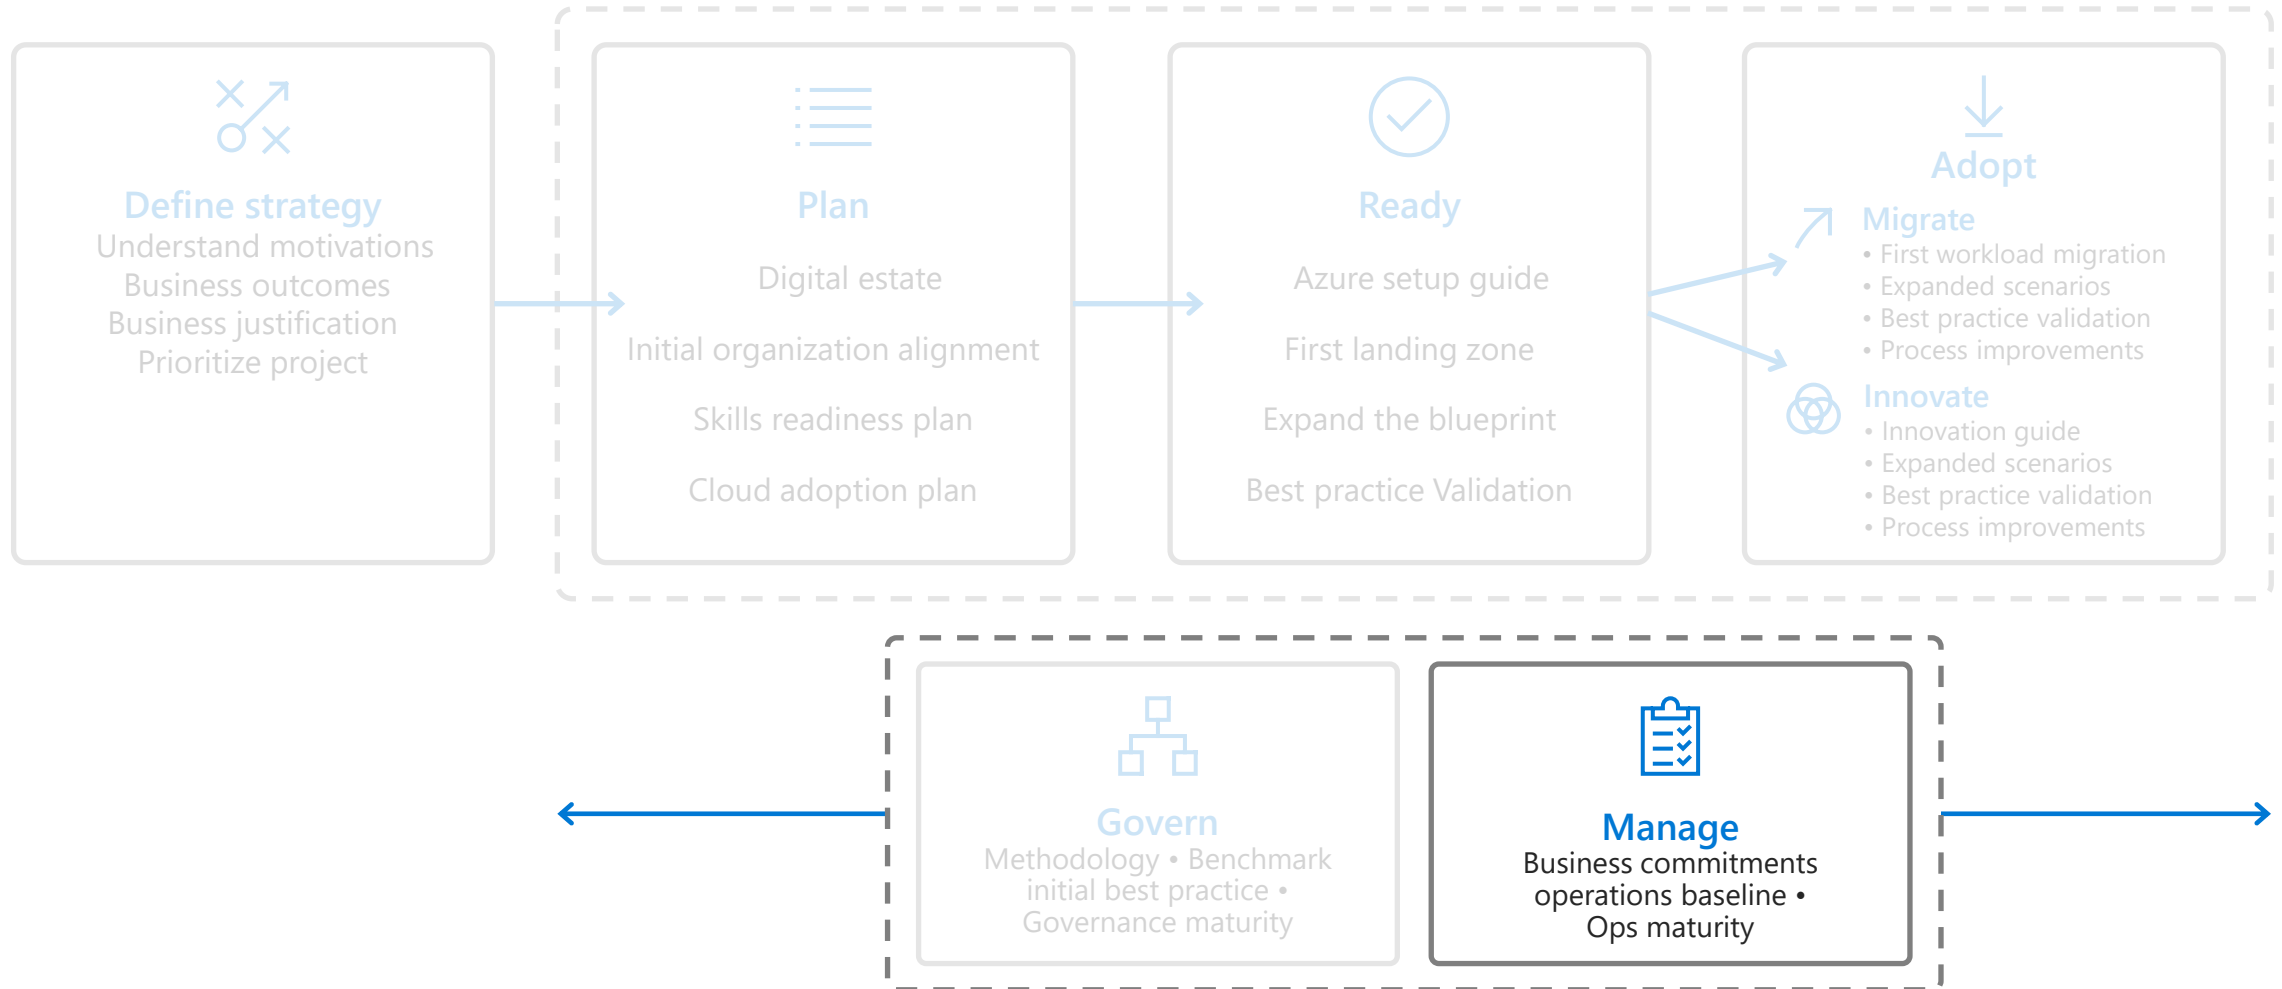 Define strategy
Understand motivations
Business outcomes
Business justification
Prioritize project
Plan
Digital estate
Initial organization alignment
Skills readiness plan
Cloud adoption plan
Ready
Azure setup guide
First landing zone
Expand the blueprint
Best practice Validation
Adopt
Migrate
• First workload migration
• Expanded scenarios
• Best practice validation
• Process improvements
Innovate
• Innovation guide
• Expanded scenarios
• Best practice validation
• Process improvements
Govern
Methodology • Benchmark
initial best practice •
Governance maturity
Manage
Business commitments
operations baseline •
Ops maturity